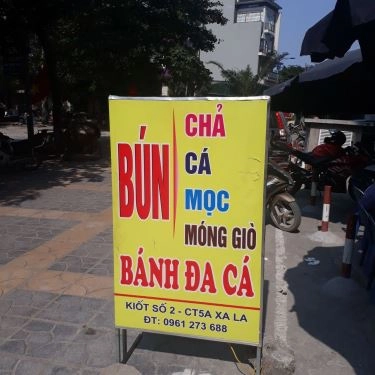 BÚN
CHẢ
CÁ
MỌC
MÓNG GIÒ
BÁNH ĐA CÁ
KIỐT SỐ 2 - CT5A XA LA
ĐT: 0961 273 688